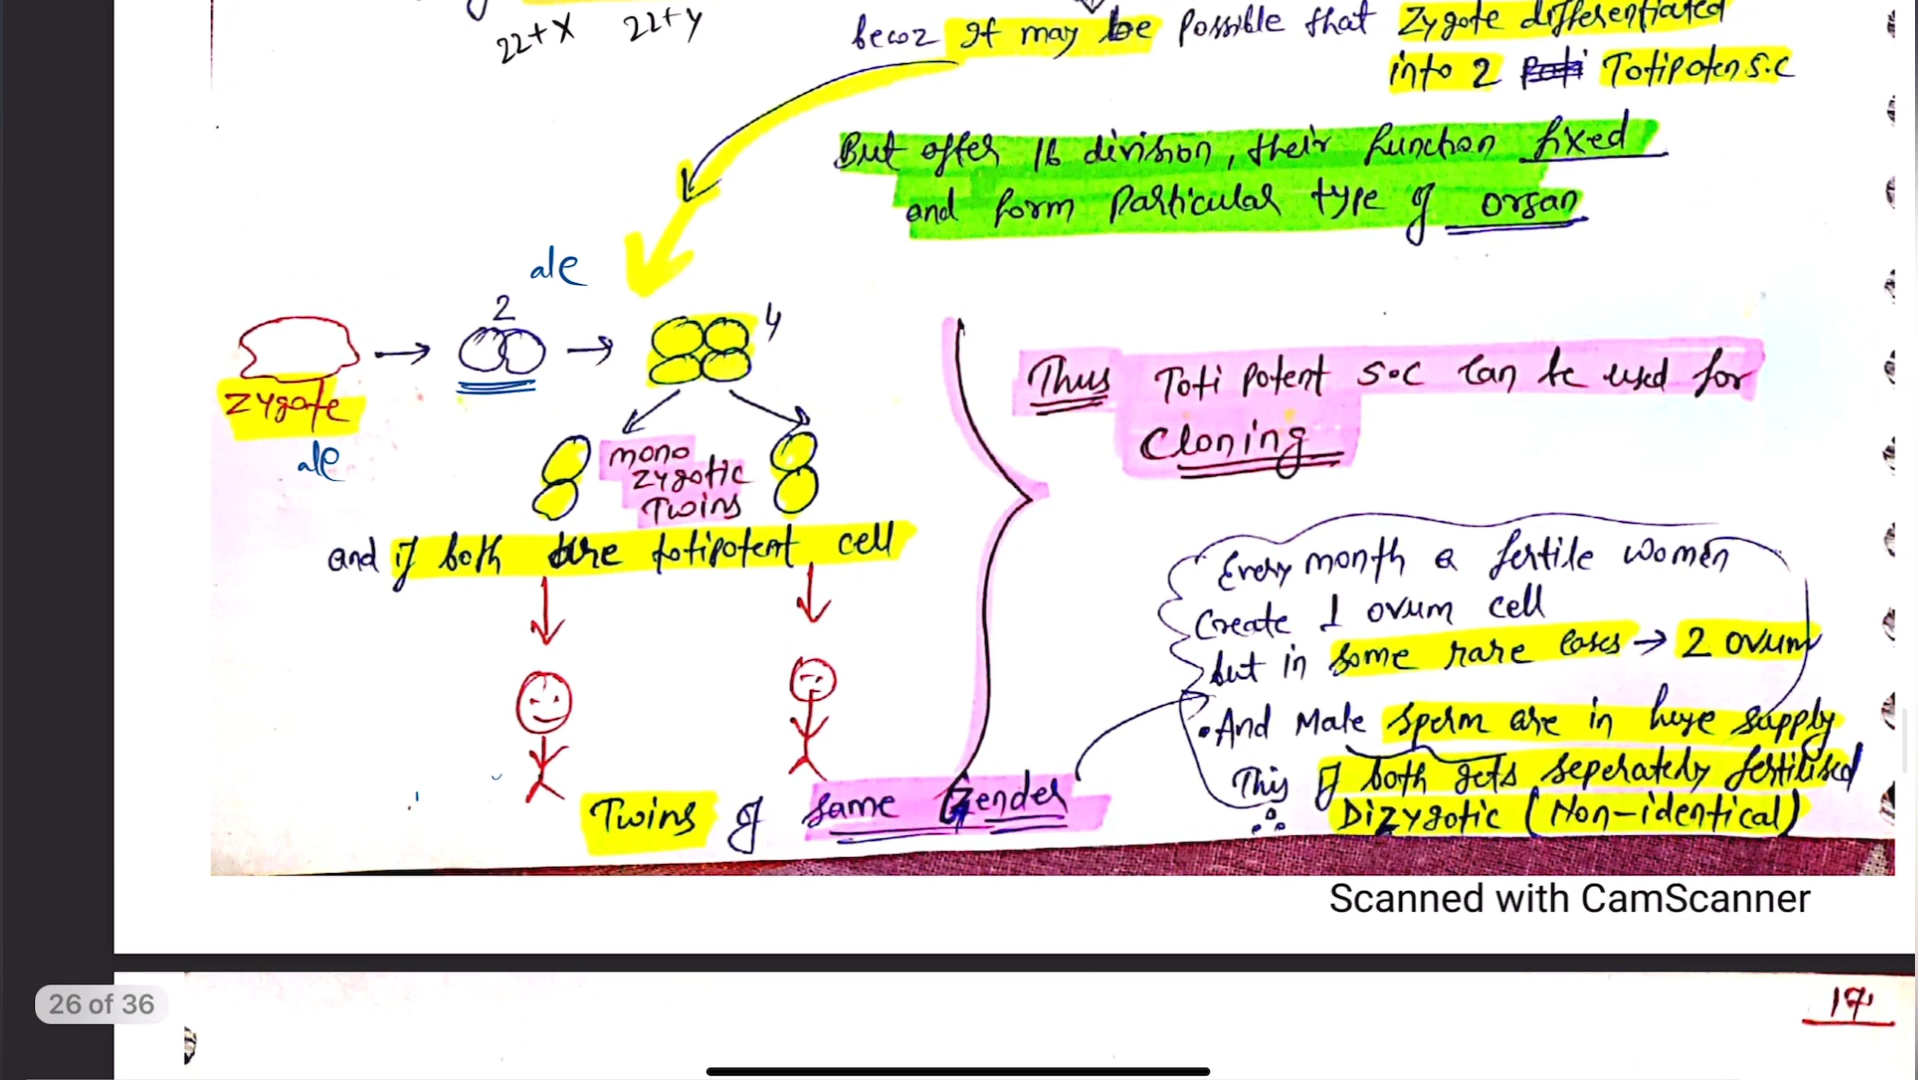 22+X 22+Y
becoz It may be Possible that Zygote differentiated
into 2 Totipoten S.C
But after 16 division, their function fixed
and form Particular type of organ
ale
2
4
Zygote
ale
mono
zygotic
Twins
and if both are totipotent cell
Twins of same Gender
Thus Toti potent S.C Can be used for
Cloning
Every month a fertile women
Create 1 ovum cell
but in some rare cases → 2 ovum
• And Male sperm are in huge supply
This if both gets seperately fertilised
Dizygotic (Non-identical)
Scanned with CamScanner
26 of 36